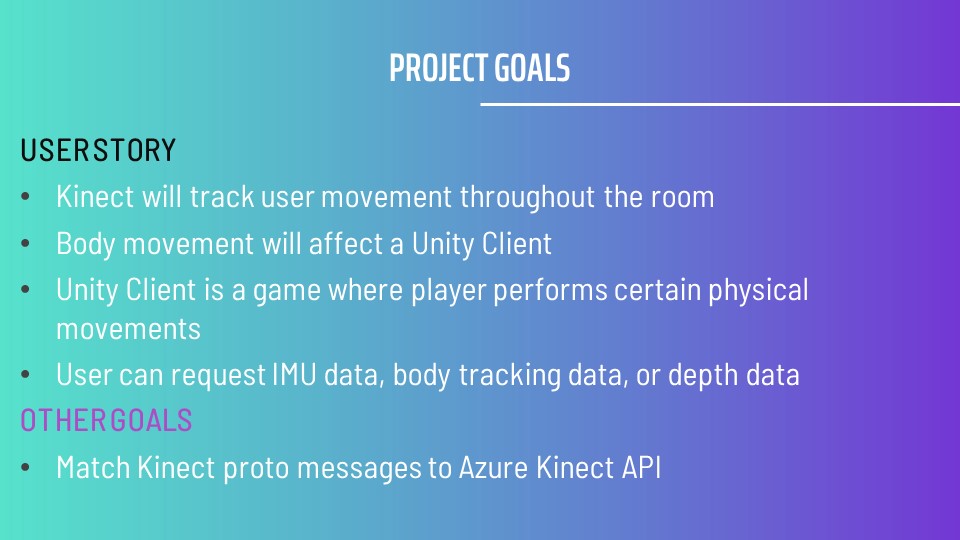 PROJECT GOALS
USER STORY
• Kinect will track user movement throughout the room
• Body movement will affect a Unity Client
• Unity Client is a game where player performs certain physical
movements
• User can request IMU data, body tracking data, or depth data
OTHER GOALS
• Match Kinect proto messages to Azure Kinect API